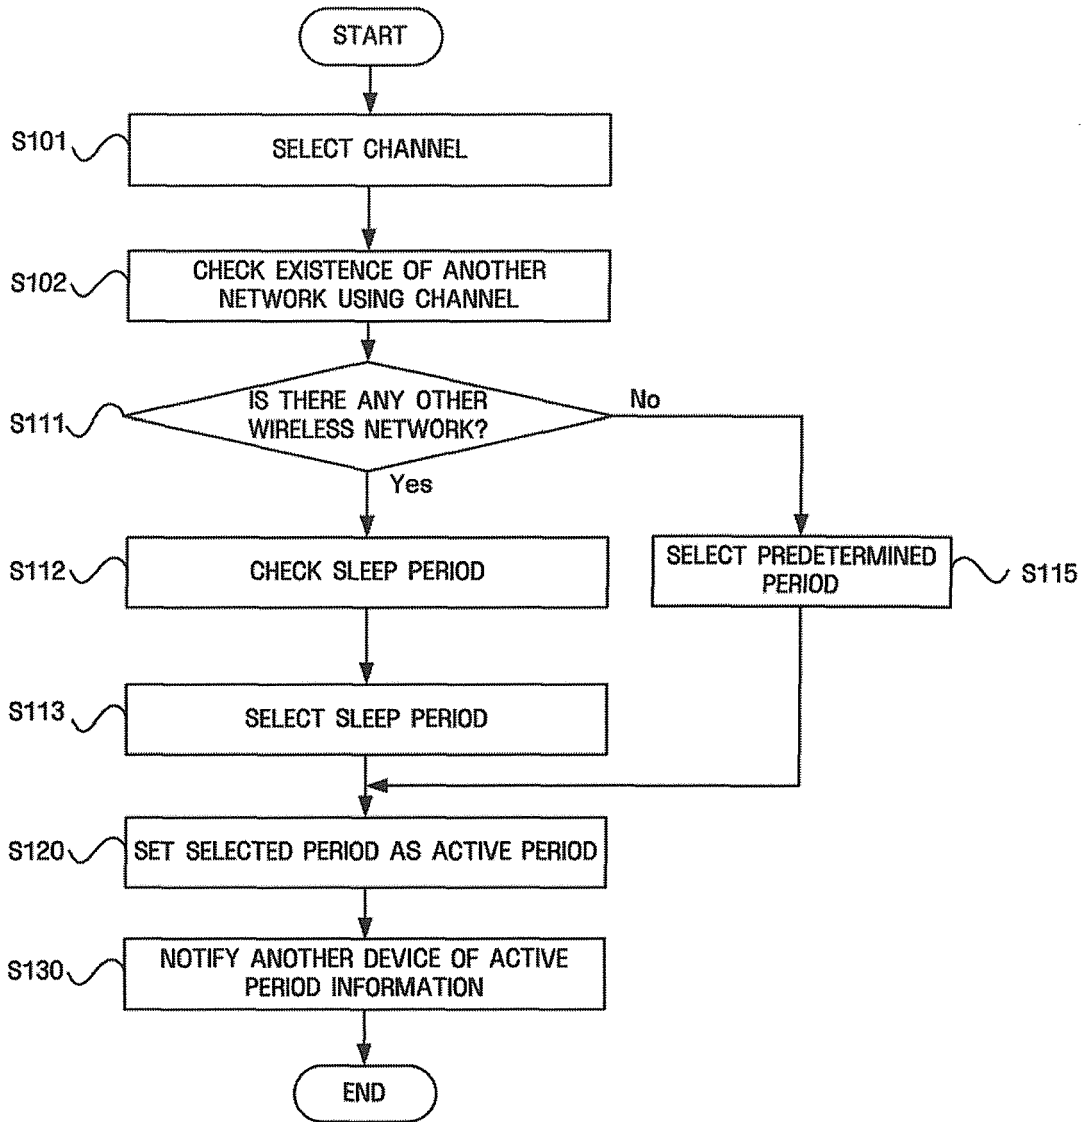 START
S101
SELECT CHANNEL
S102
CHECK EXISTENCE OF ANOTHER
NETWORK USING CHANNEL
S111
IS THERE ANY OTHER
WIRELESS NETWORK?
No
Yes
S112
CHECK SLEEP PERIOD
SELECT PREDETERMINED
PERIOD
S115
S113
SELECT SLEEP PERIOD
S120
SET SELECTED PERIOD AS ACTIVE PERIOD
S130
NOTIFY ANOTHER DEVICE OF ACTIVE
PERIOD INFORMATION
END